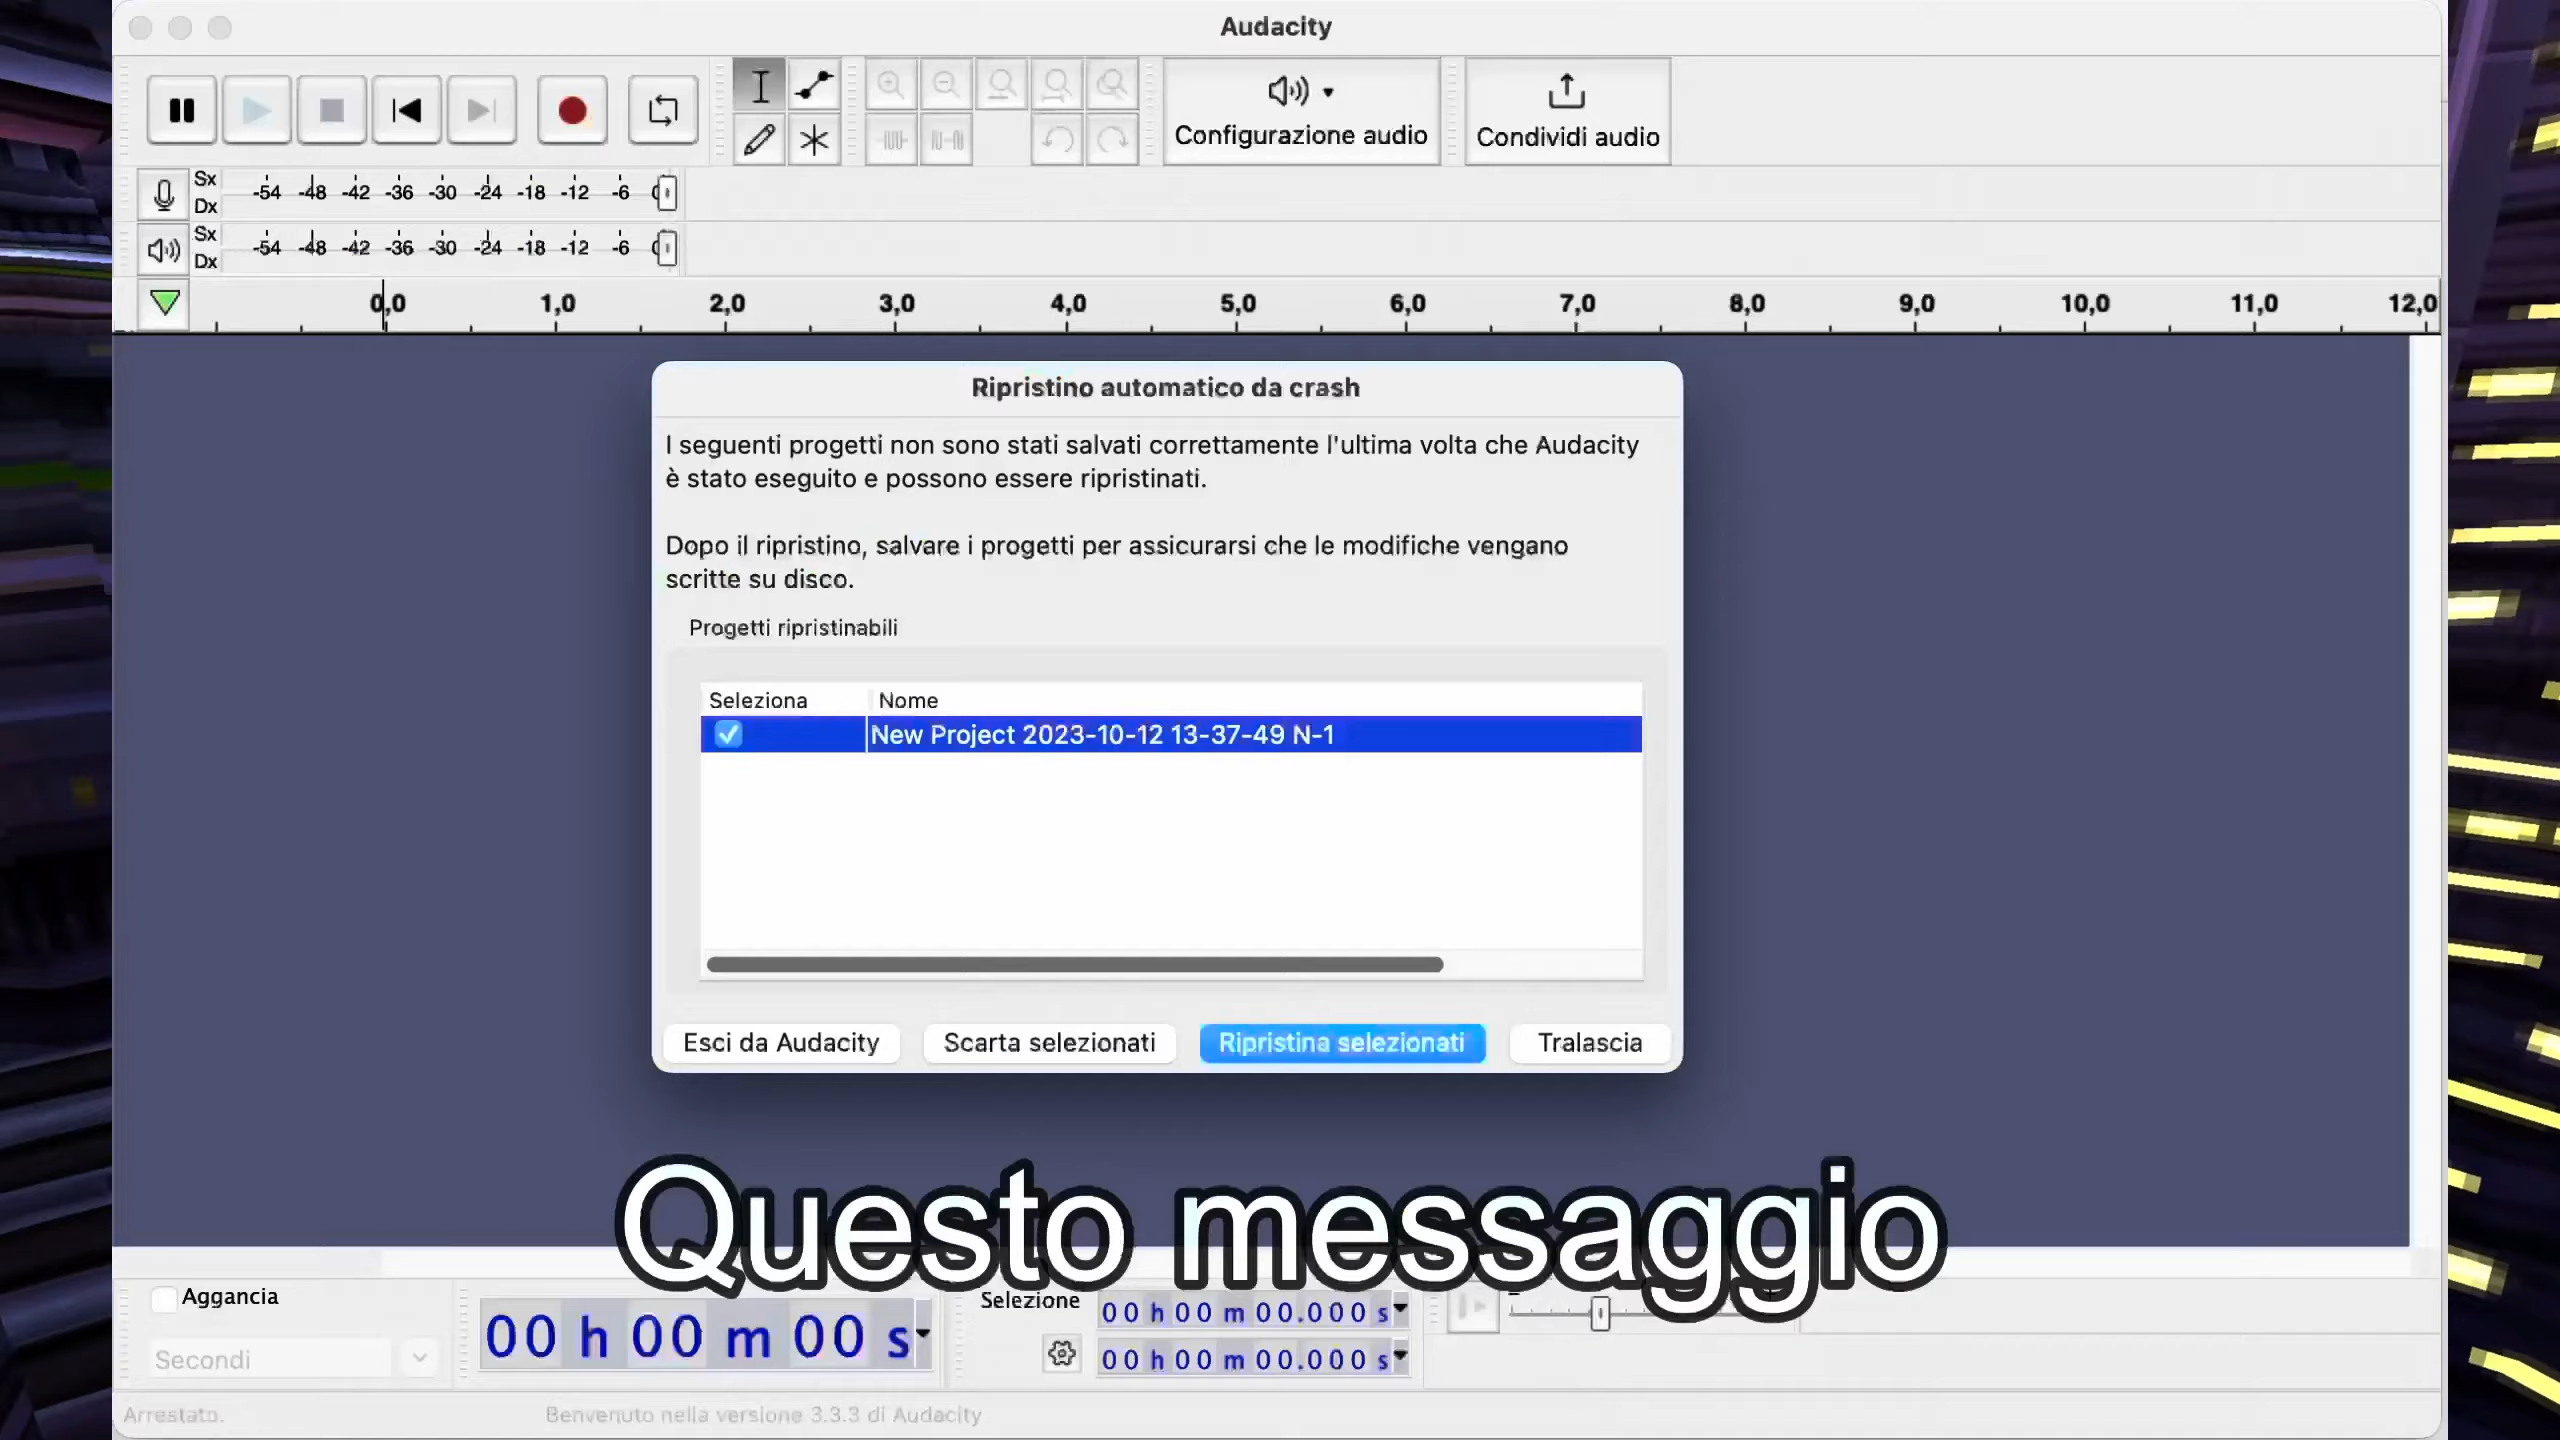 Audacity
Configurazione audio
Condividi audio
Sx
Dx
-54 -48 -42 -36 -30 -24 -18 -12 -6
Sx
Dx
-54 -48 -42 -36 -30 -24 -18 -12 -6
0,0 1,0 2,0 3,0 4,0 5,0 6,0 7,0 8,0 9,0 10,0 11,0 12,0
Ripristino automatico da crash
I seguenti progetti non sono stati salvati correttamente l'ultima volta che Audacity
è stato eseguito e possono essere ripristinati.
Dopo il ripristino, salvare i progetti per assicurarsi che le modifiche vengano
scritte su disco.
Progetti ripristinabili
Seleziona Nome
New Project 2023-10-12 13-37-49 N-1
Esci da Audacity Scarta selezionati Ripristina selezionati Tralascia
Questo messaggio
Aggancia
Secondi
00 h 00 m 00 s
Selezione
00 h 00 m 00.000 s
00 h 00 m 00.000 s
Arrestato.
Benvenuto nella versione 3.3.3 di Audacity